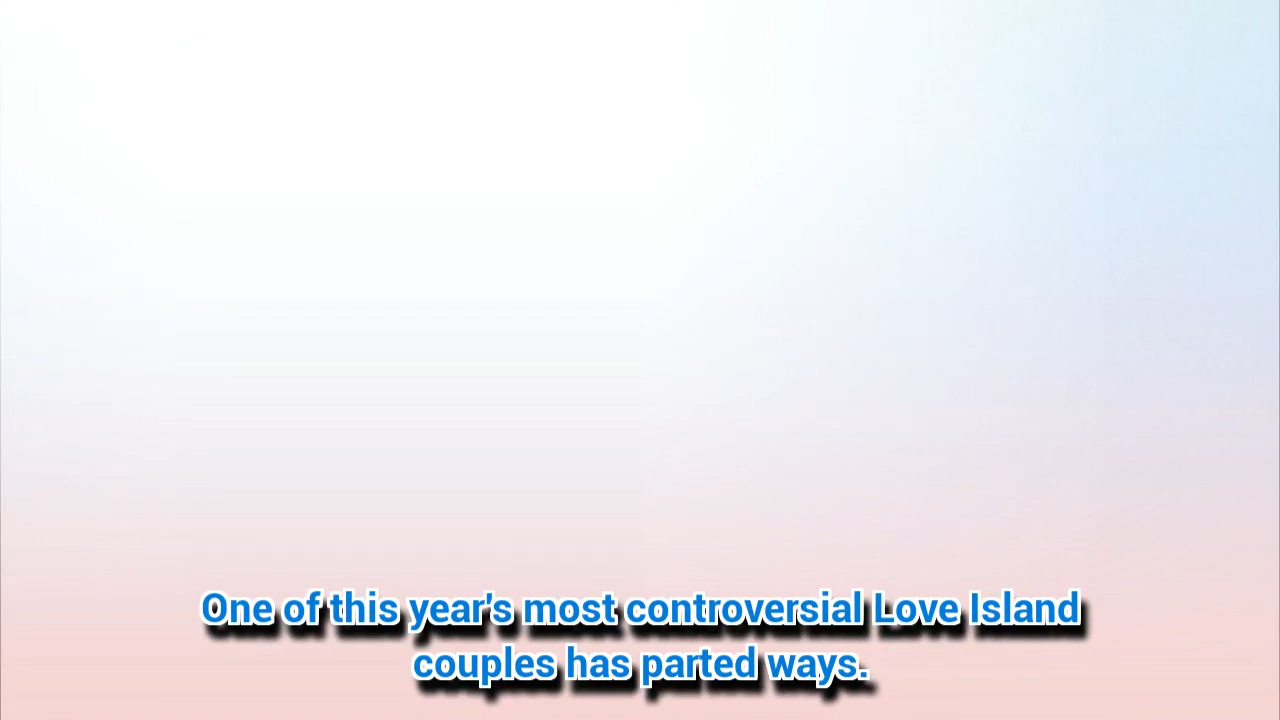 One of this year's most controversial Love Island
couples has parted ways.